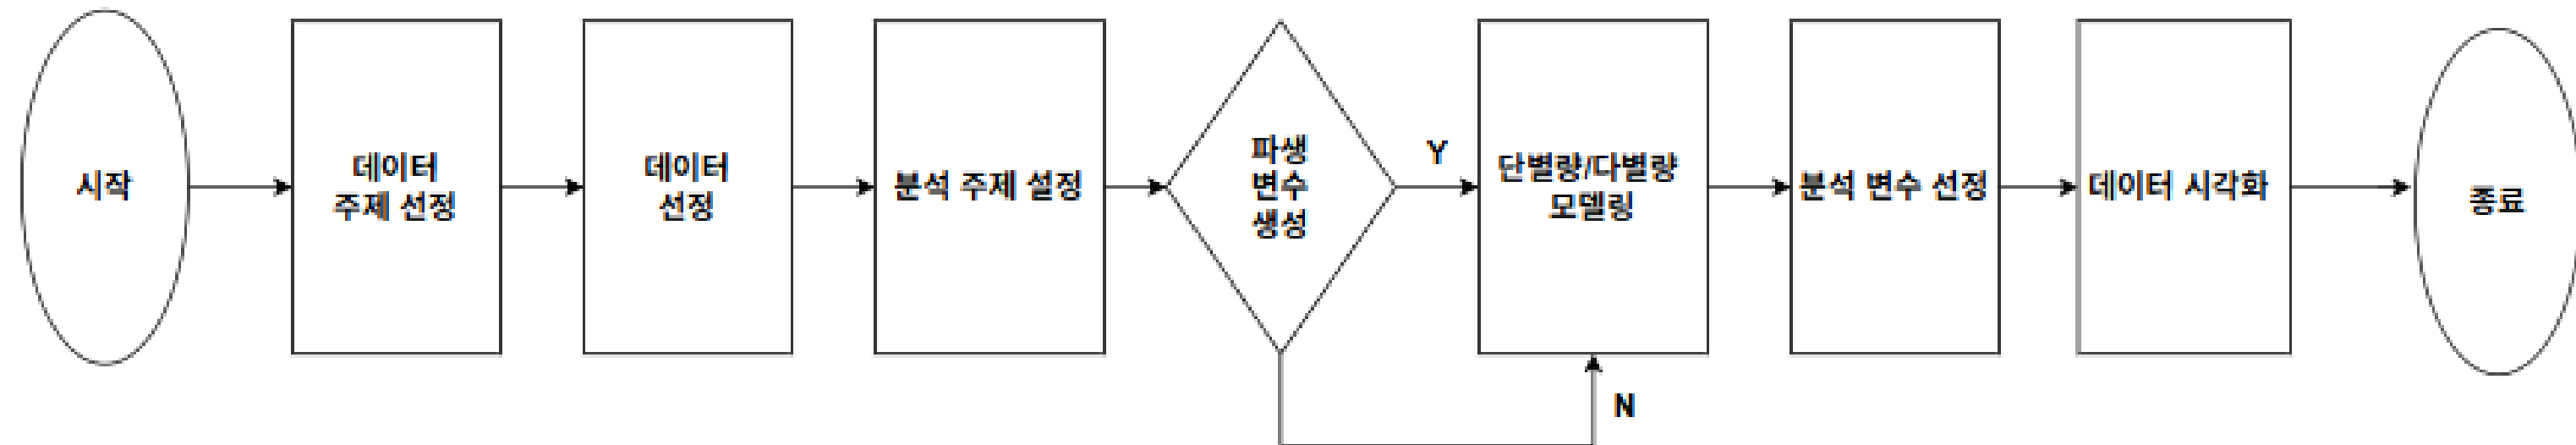 시작
데이터
주제 선정
데이터
선정
분석 주제 설정
파생
변수
생성
Y
N
단별량/다별량
모델링
분석 변수 선정
데이터 시각화
종료